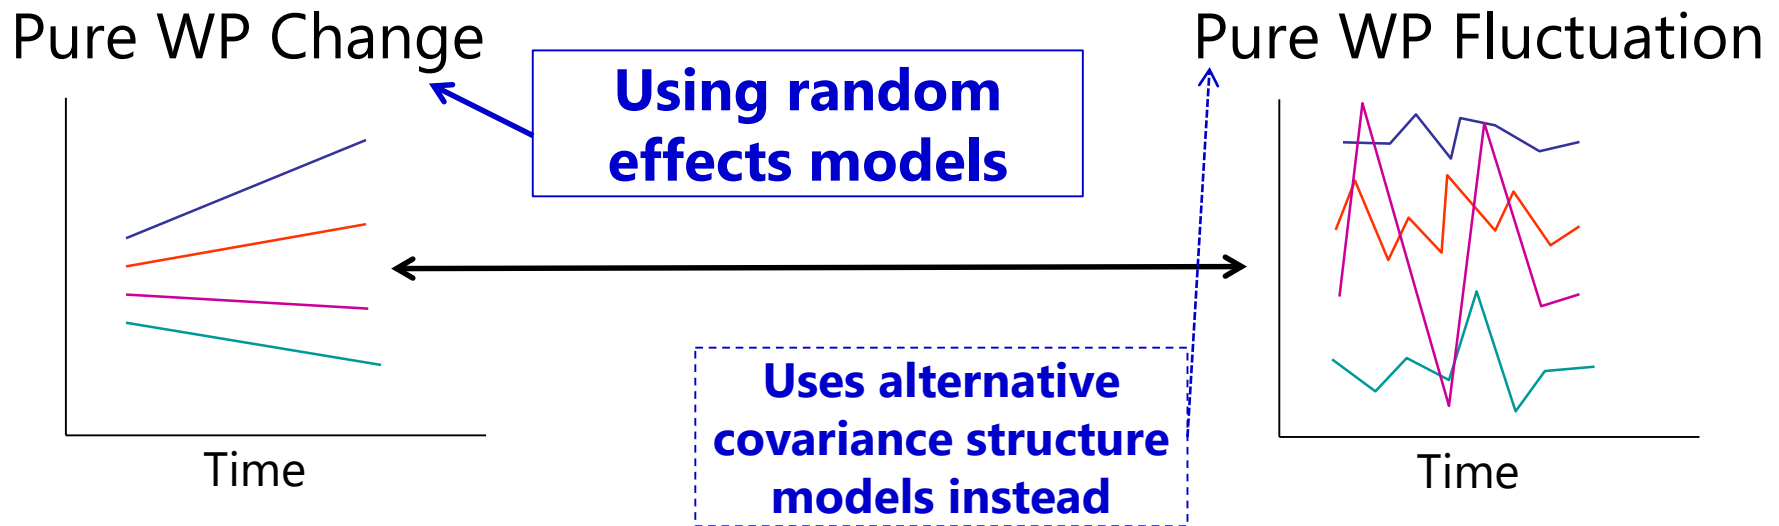 Pure WP Change
Pure WP Fluctuation
Using random
effects models
Uses alternative
covariance structure
models instead
Time
Time